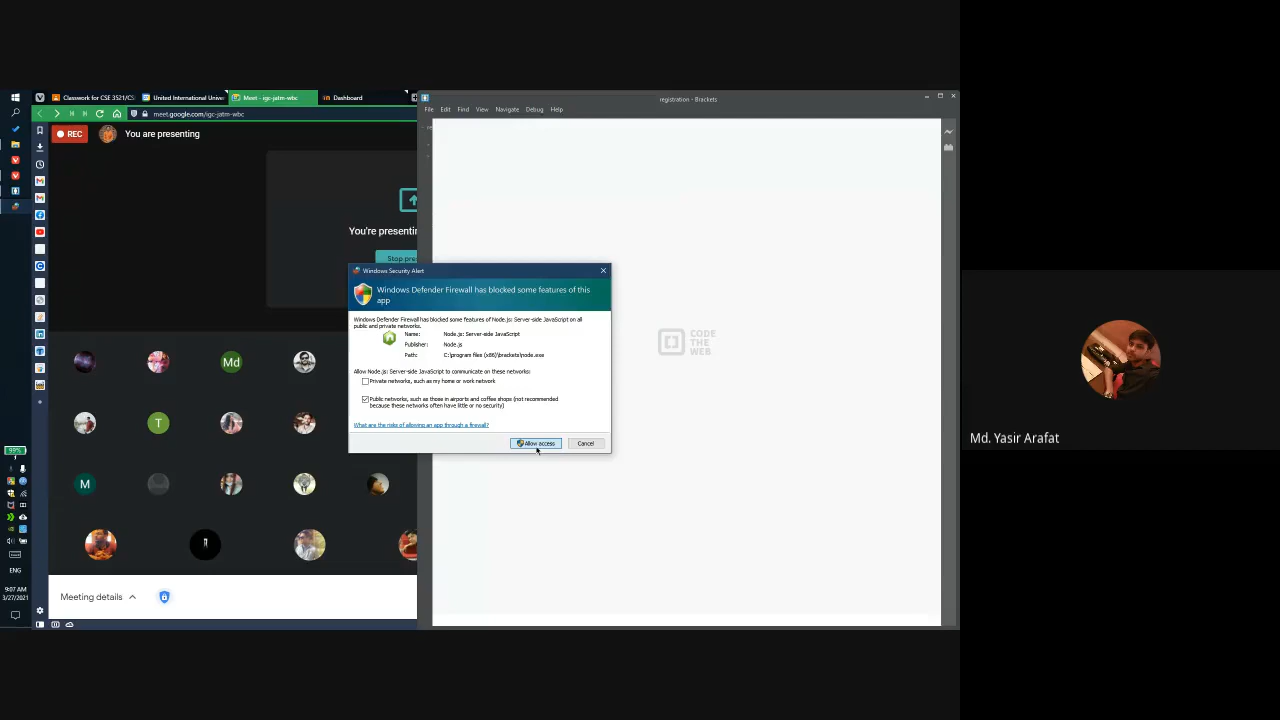 Classwork for CSE 3521/CS
United International Unive
Meet - igc-jatm-wbc
Dashboard
meet.google.com/igc-jatm-wbc
REC
You are presenting
You're presenti
Stop pre
registration - Brackets
File Edit Find View Navigate Debug Help
CODE
THE
WEB
Windows Security Alert
Windows Defender Firewall has blocked some features of this
app
Windows Defender Firewall has blocked some features of Node.js: Server-side JavaScript on all
public and private networks.
Name: Node.js: Server-side JavaScript
Publisher: Node.js
Path: C:\program files (x86)\brackets\node.exe
Allow Node.js: Server-side JavaScript to communicate on these networks:
Private networks, such as my home or work network
Public networks, such as those in airports and coffee shops (not recommended
because these networks often have little or no security)
What are the risks of allowing an app through a firewall?
Allow access
Cancel
Md
T
M
Meeting details
99%
ENG
9:07 AM
3/27/2021
Md. Yasir Arafat